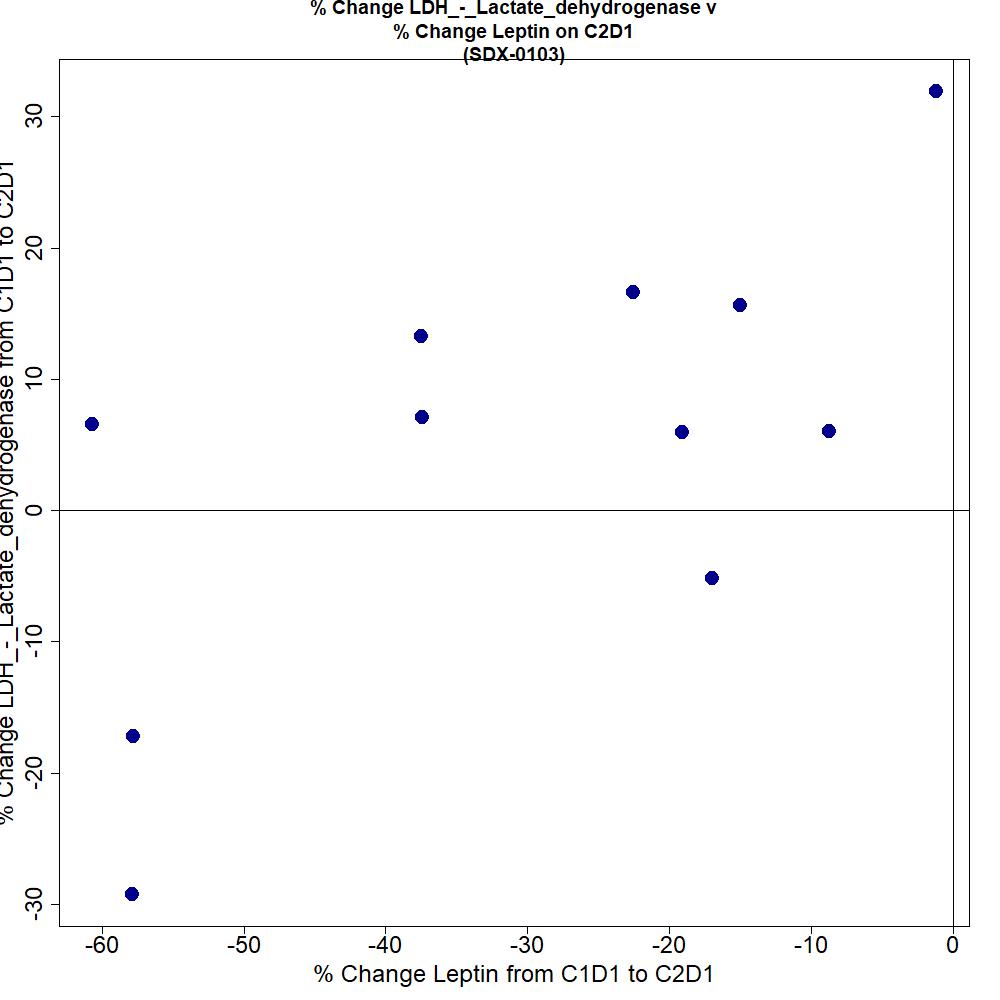 % Change LDH_-_Lactate_dehydrogenase v
% Change Leptin on C2D1
(SDX-0103)
% Change LDH_-_Lactate_dehydrogenase from C1D1 to C2D1
30
20
10
0
-10
-20
-30
-60 -50 -40 -30 -20 -10 0
% Change Leptin from C1D1 to C2D1